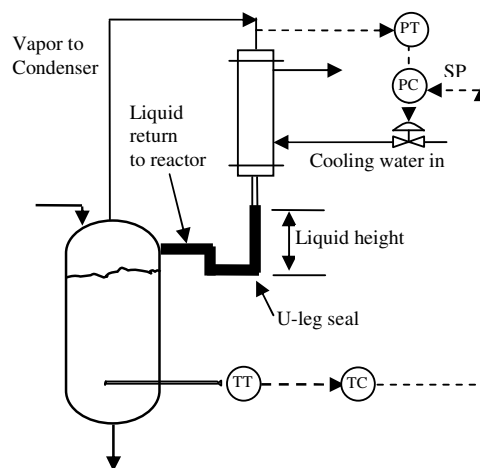 Vapor to
Condenser
PT
SP
PC
Liquid
return
to reactor
Cooling water in
Liquid height
U-leg seal
TT
TC